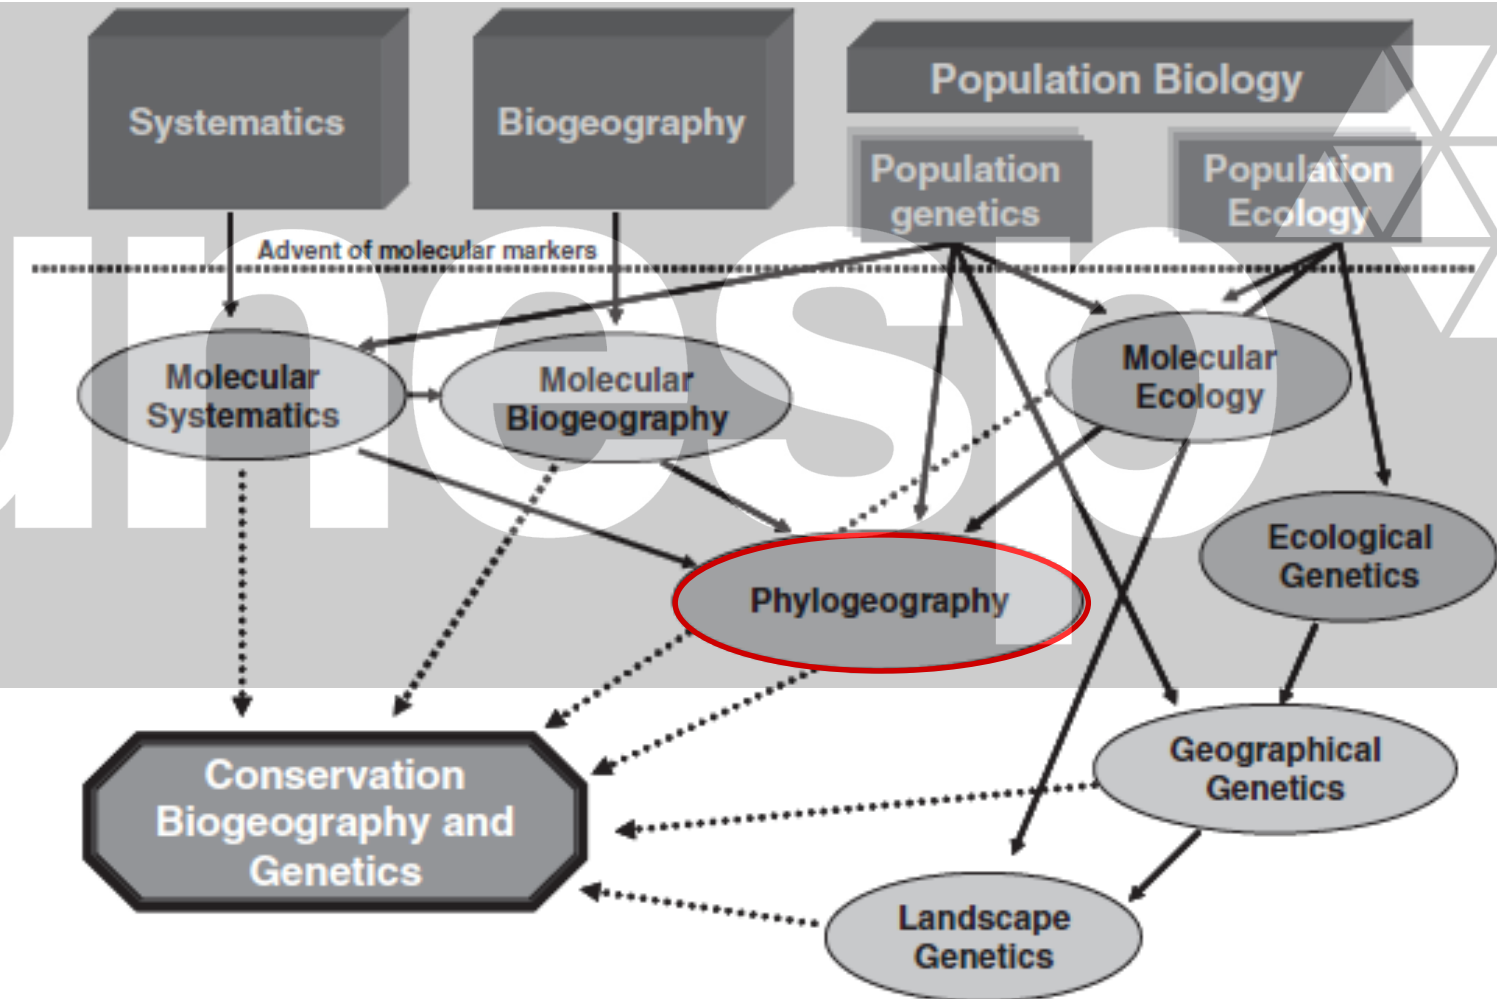 Systematics
Biogeography
Population Biology
Population
genetics
Population
Ecology
Advent of molecular markers
unesp
Molecular
Systematics
Molecular
Biogeography
Molecular
Ecology
Ecological
Genetics
Phylogeography
Geographical
Genetics
Conservation
Biogeography and
Genetics
Landscape
Genetics